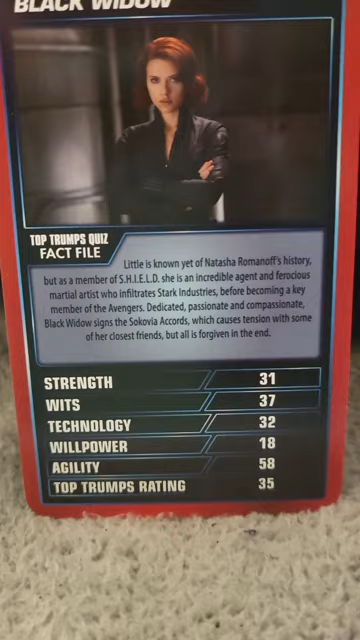 BLACK WIDOW
TOP TRUMPS QUIZ
FACT FILE
Little is known yet of Natasha Romanoff's history,
but as a member of S.H.I.E.L.D. she is an incredible agent and ferocious
martial artist who infiltrates Stark Industries, before becoming a key
member of the Avengers. Dedicated, passionate and compassionate,
Black Widow signs the Sokovia Accords, which causes tension with some
of her closest friends, but all is forgiven in the end.
STRENGTH 31
WITS 37
TECHNOLOGY 32
WILLPOWER 18
AGILITY 58
TOP TRUMPS RATING 35